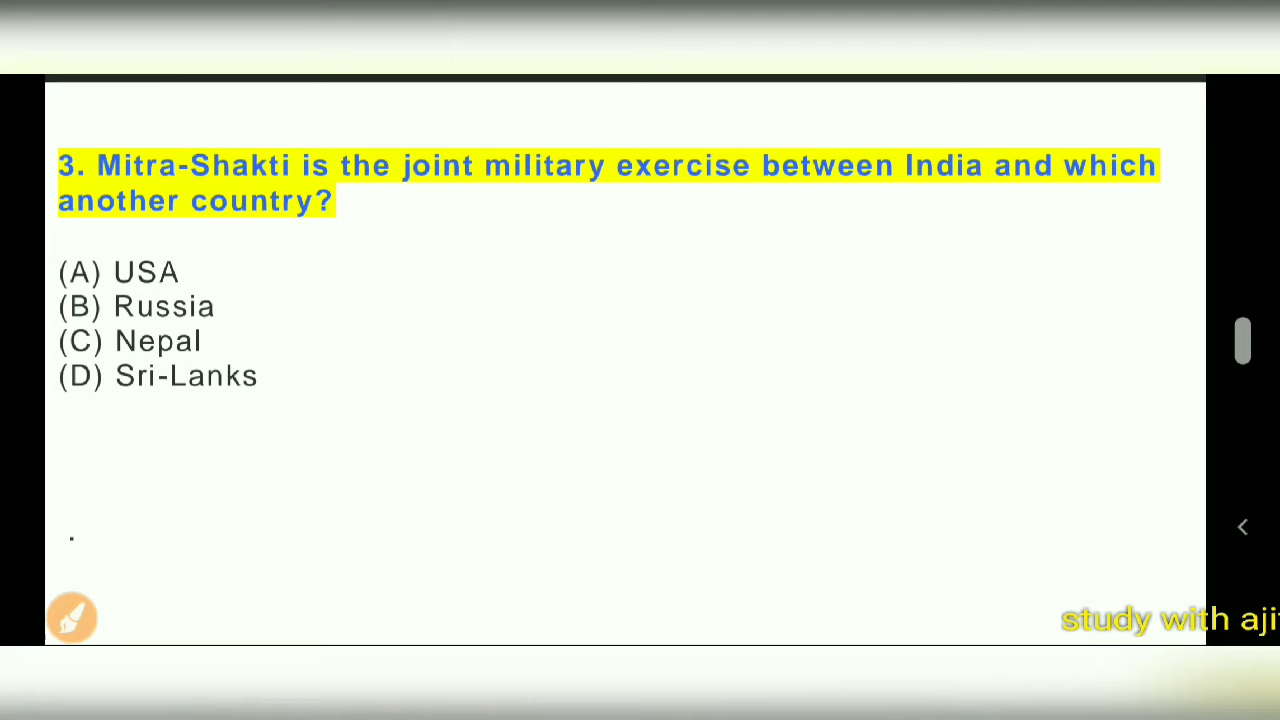 3. Mitra-Shakti is the joint military exercise between India and which
another country?
(A) USA
(B) Russia
(C) Nepal
(D) Sri-Lanks
.
study with aji